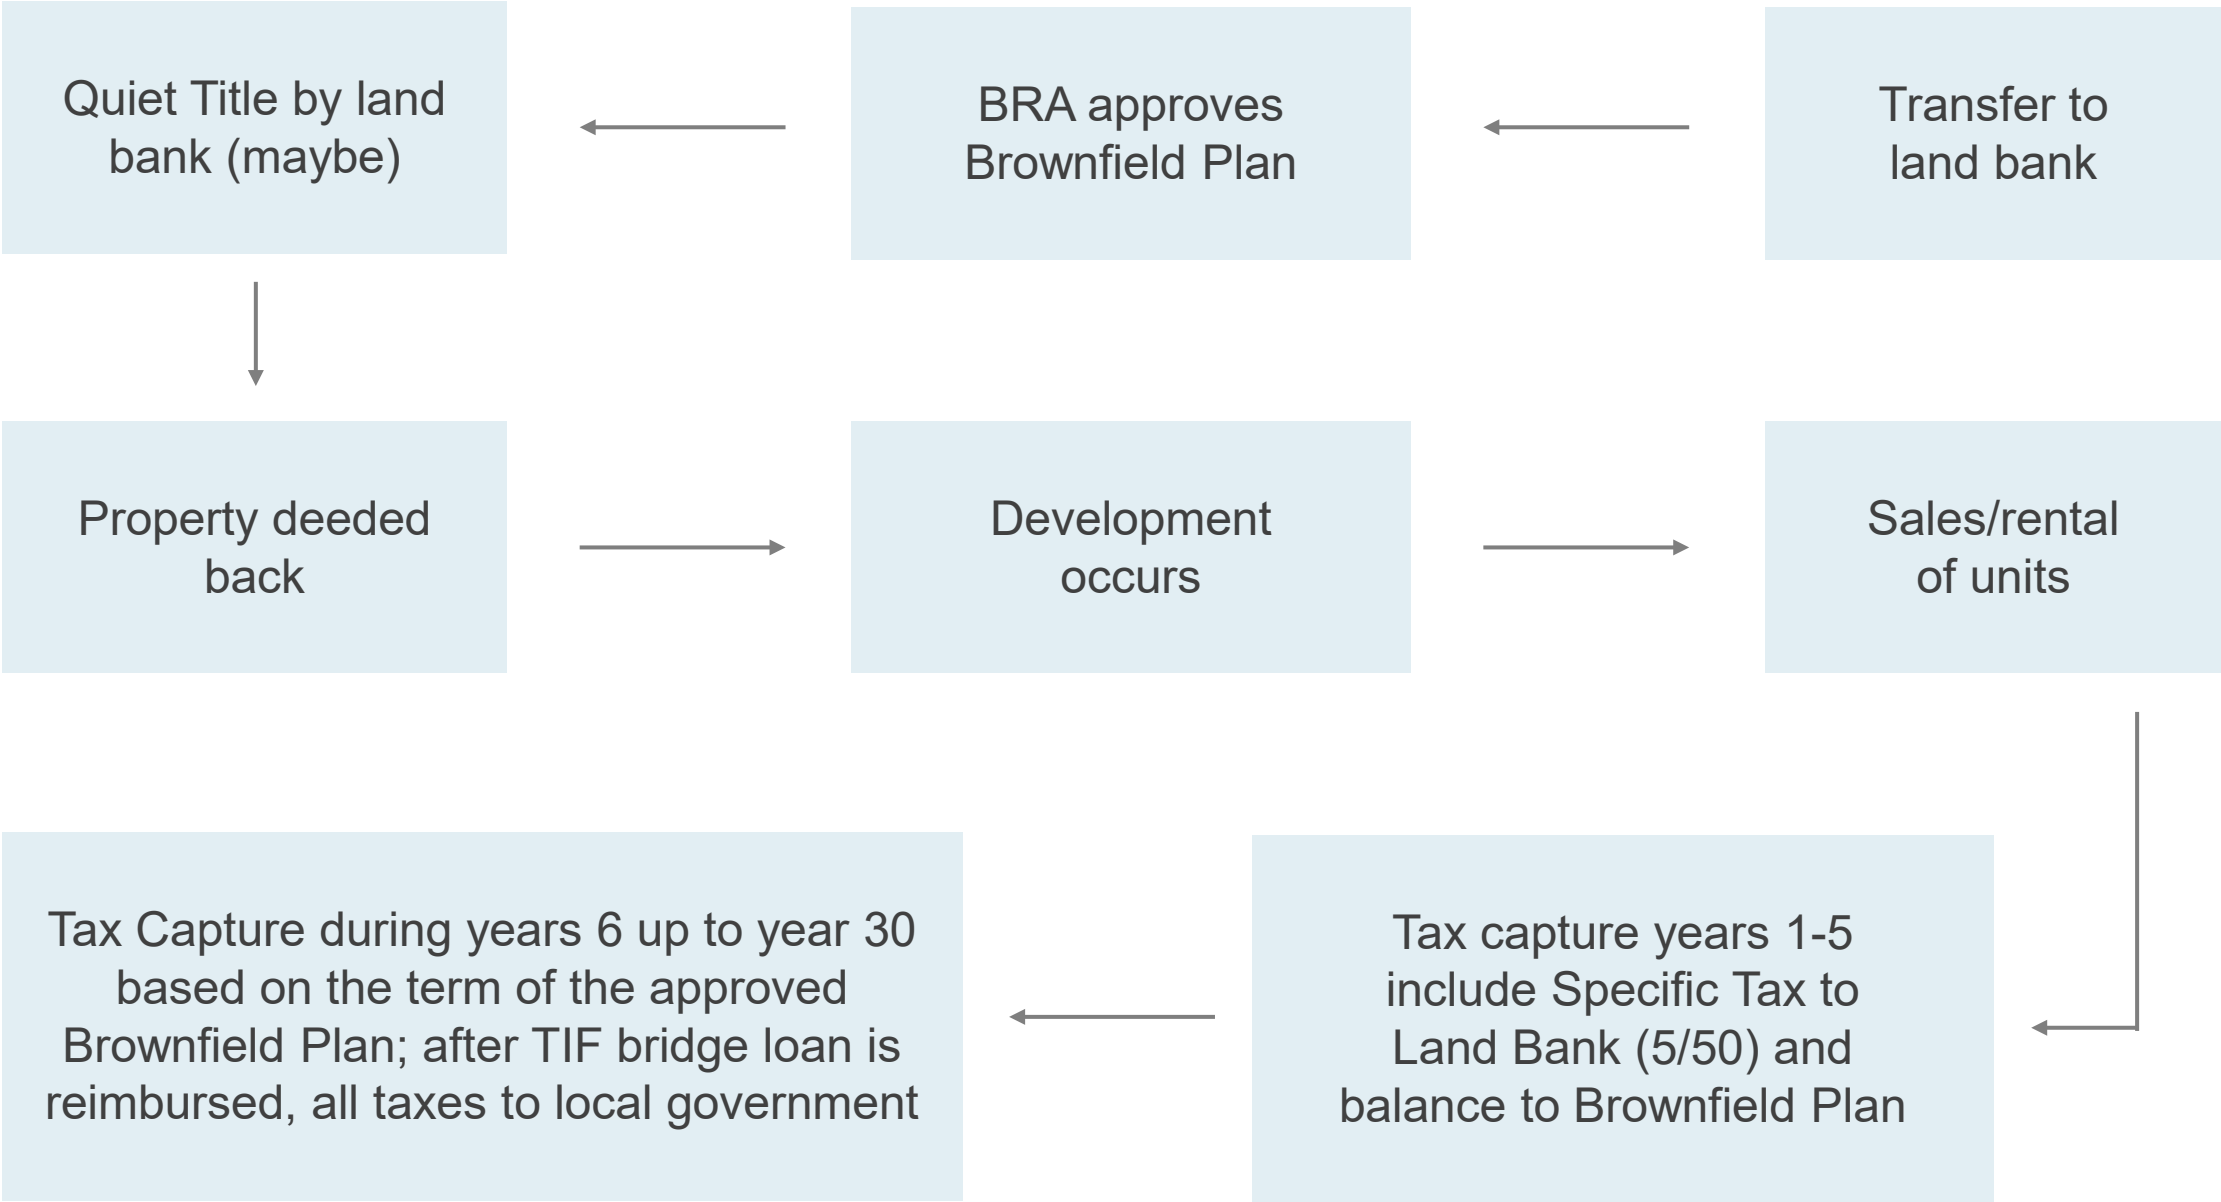 Quiet Title by land
bank (maybe)
BRA approves
Brownfield Plan
Transfer to
land bank
Property deeded
back
Development
occurs
Sales/rental
of units
Tax Capture during years 6 up to year 30
based on the term of the approved
Brownfield Plan; after TIF bridge loan is
reimbursed, all taxes to local government
Tax capture years 1-5
include Specific Tax to
Land Bank (5/50) and
balance to Brownfield Plan